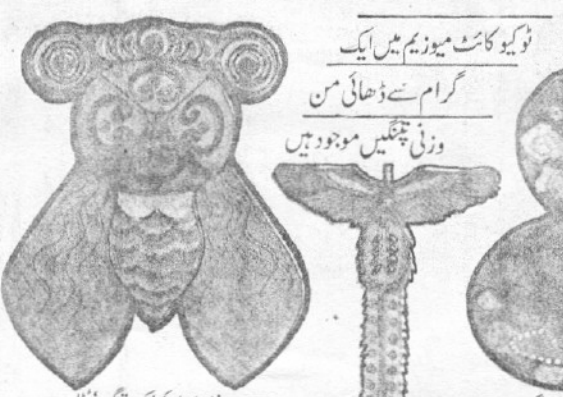 ٹوکیو کائٹ میوزیم میں ایک
گرام سے ڈھائی من
وزنی پتنگیں موجود ہیں